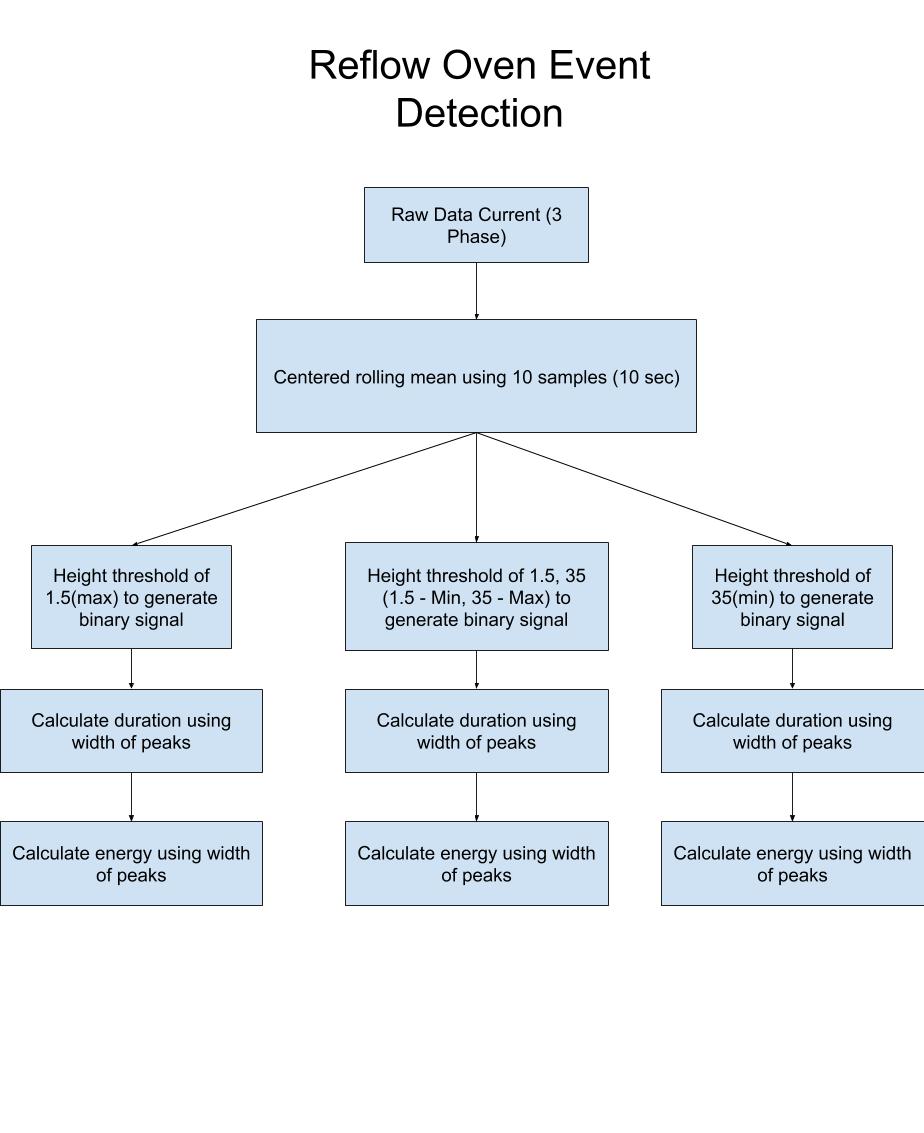 Reflow Oven Event
Detection
Raw Data Current (3
Phase)
Centered rolling mean using 10 samples (10 sec)
Height threshold of
1.5(max) to generate
binary signal
Height threshold of 1.5, 35
(1.5 - Min, 35 - Max) to
generate binary signal
Height threshold of
35(min) to generate
binary signal
Calculate duration using
width of peaks
Calculate duration using
width of peaks
Calculate duration using
width of peaks
Calculate energy using width
of peaks
Calculate energy using width
of peaks
Calculate energy using width
of peaks